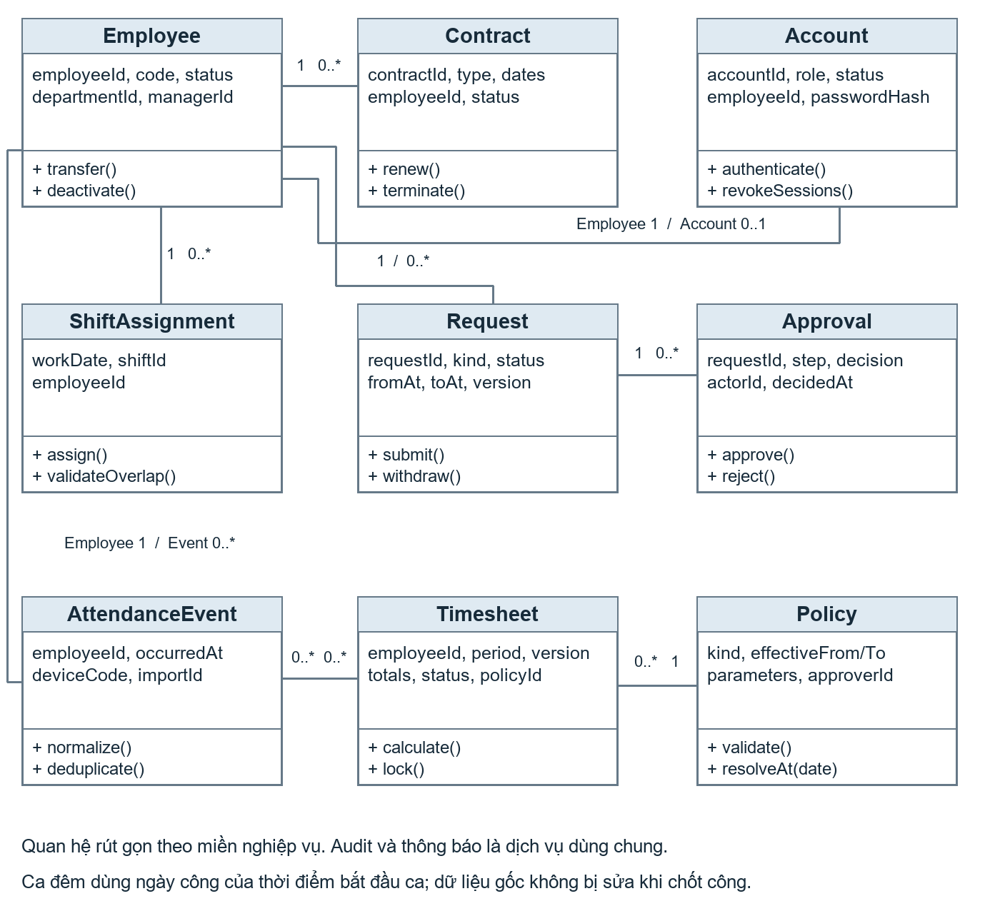 Employee
employeeId, code, status
departmentId, managerId
+ transfer()
+ deactivate()
1 0..*
Contract
contractId, type, dates
employeeId, status
+ renew()
+ terminate()
Account
accountId, role, status
employeeId, passwordHash
+ authenticate()
+ revokeSessions()
Employee 1 / Account 0..1
1 0..*
1 / 0..*
ShiftAssignment
workDate, shiftId
employeeId
+ assign()
+ validateOverlap()
Request
requestId, kind, status
fromAt, toAt, version
+ submit()
+ withdraw()
1 0..*
Approval
requestId, step, decision
actorId, decidedAt
+ approve()
+ reject()
Employee 1 / Event 0..*
AttendanceEvent
employeeId, occurredAt
deviceCode, importId
+ normalize()
+ deduplicate()
0..* 0..*
Timesheet
employeeId, period, version
totals, status, policyId
+ calculate()
+ lock()
0..* 1
Policy
kind, effectiveFrom/To
parameters, approverId
+ validate()
+ resolveAt(date)
Quan hệ rút gọn theo miền nghiệp vụ. Audit và thông báo là dịch vụ dùng chung.
Ca đêm dùng ngày công của thời điểm bắt đầu ca; dữ liệu gốc không bị sửa khi chốt công.